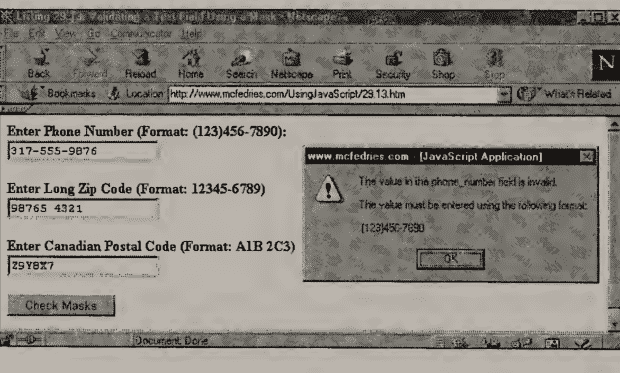 Listing 29.13. Validating a Text Field Using a Mask - Netscape
File Edit View Go Communicator Help
Back Forward Reload Home Search Netscape Print Security Shop Stop
N
Bookmarks Location: http://www.mcfedries.com/UsingJavaScript/29.13.htm What's Related
Enter Phone Number (Format: (123)456-7890):
317-555-9876
Enter Long Zip Code (Format: 12345-6789)
98765 4321
Enter Canadian Postal Code (Format: A1B 2C3)
Z9Y8X7
Check Masks
www.mcfedries.com - [JavaScript Application]
The value in the phone_number field is invalid.
The value must be entered using the following format:
(123)456-7890
OK
Document: Done